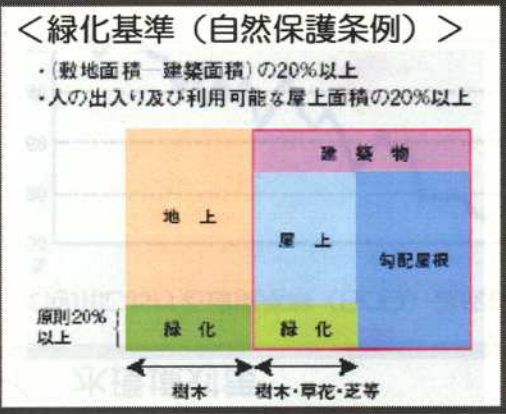 ＜緑化基準（自然保護条例）＞
・(敷地面積―建築面積)の20%以上
・人の出入り及び利用可能な屋上面積の20%以上
建築物
地上
屋上
勾配屋根
原則20%
以上
緑化
緑化
樹木
樹木・草花・芝等